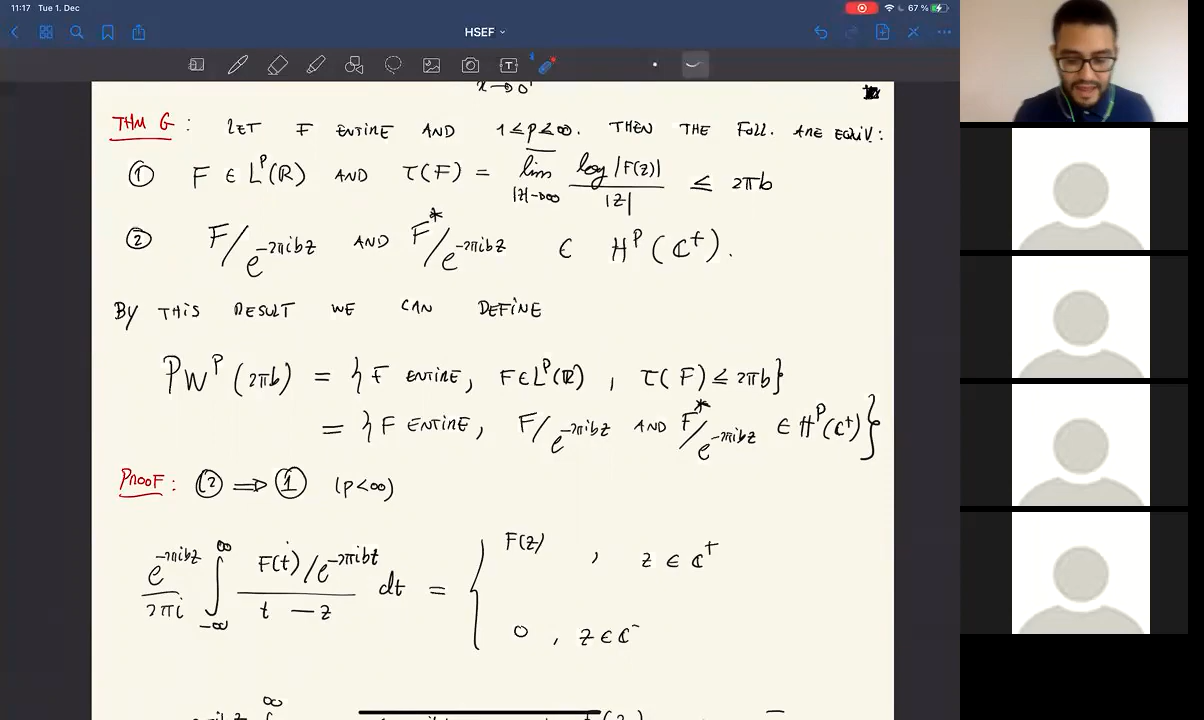 11:17 Tue 1. Dec
67 %
HSEF
x → 0⁺
THM G: LET F ENTIRE AND 1 ≤ p ≤ ∞. THEN THE FOLL. ARE EQUIV:
① F ∈ L^P(ℝ) AND τ(F) = lim_{|z|→∞} log|F(z)| / |z| ≤ 2πb
② F/e^{-2πibz} AND F*/e^{-2πibz} ∈ H^P(ℂ⁺).
BY THIS RESULT WE CAN DEFINE
PW^P(2πb) = { F ENTIRE, F∈L^P(ℝ), τ(F) ≤ 2πb}
= { F ENTIRE, F/e^{-2πibz} AND F*/e^{-2πibz} ∈ H^P(ℂ⁺)}
PROOF: ② ⟹ ① (p<∞)
e^{-2πibz}/2πi ∫_{-∞}^{∞} F(t)/e^{-2πibt} / (t - z) dt = { F(z), z ∈ ℂ⁺
0, z∈ℂ⁻
∞